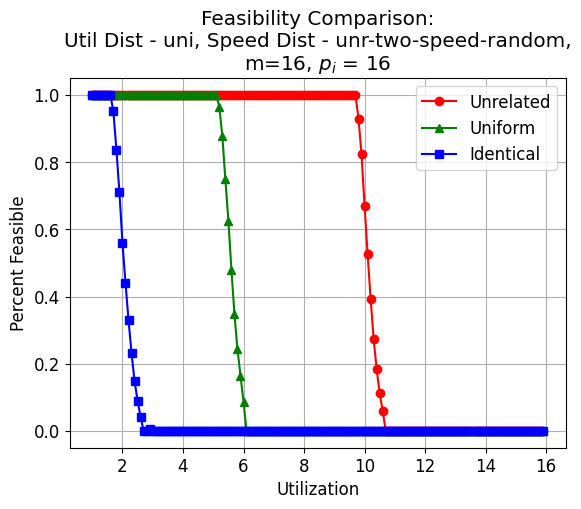 Feasibility Comparison:
Util Dist - uni, Speed Dist - unr-two-speed-random,
m=16, $p_i$ = 16
1.0
0.8
0.6
0.4
0.2
0.0
Percent Feasible
Unrelated
Uniform
Identical
2 4 6 8 10 12 14 16
Utilization